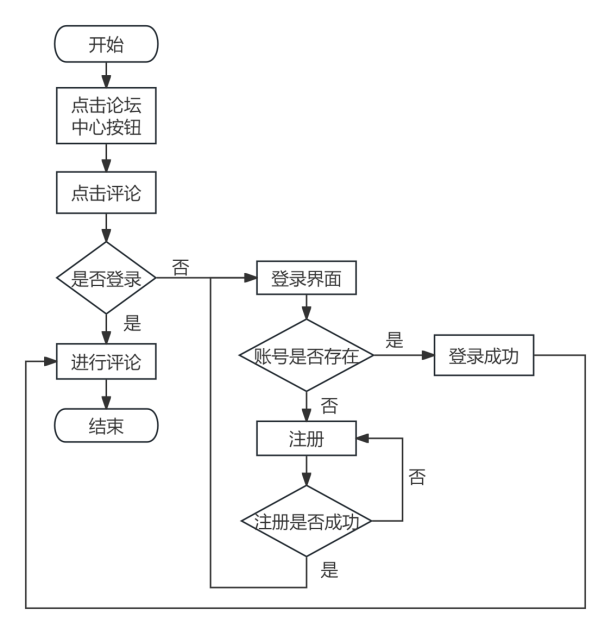 开始
点击论坛
中心按钮
点击评论
是否登录
否
是
进行评论
结束
登录界面
账号是否存在
是
登录成功
否
注册
否
注册是否成功
是